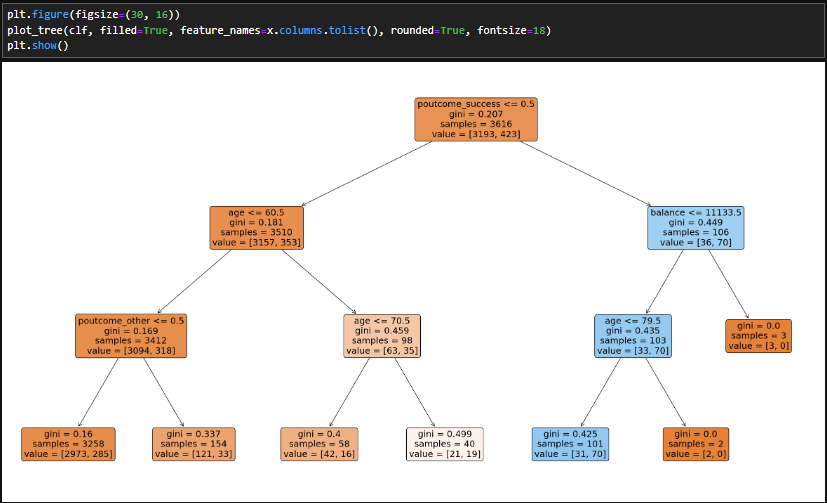 plt.figure(figsize=(30, 16))
plot_tree(clf, filled=True, feature_names=x.columns.tolist(), rounded=True, fontsize=18)
plt.show()
poutcome_success <= 0.5
gini = 0.207
samples = 3616
value = [3193, 423]
age <= 60.5
gini = 0.181
samples = 3510
value = [3157, 353]
balance <= 11133.5
gini = 0.449
samples = 106
value = [36, 70]
poutcome_other <= 0.5
gini = 0.169
samples = 3412
value = [3094, 318]
age <= 70.5
gini = 0.459
samples = 98
value = [63, 35]
age <= 79.5
gini = 0.435
samples = 103
value = [33, 70]
gini = 0.0
samples = 3
value = [3, 0]
gini = 0.16
samples = 3258
value = [2973, 285]
gini = 0.337
samples = 154
value = [121, 33]
gini = 0.4
samples = 58
value = [42, 16]
gini = 0.499
samples = 40
value = [21, 19]
gini = 0.425
samples = 101
value = [31, 70]
gini = 0.0
samples = 2
value = [2, 0]